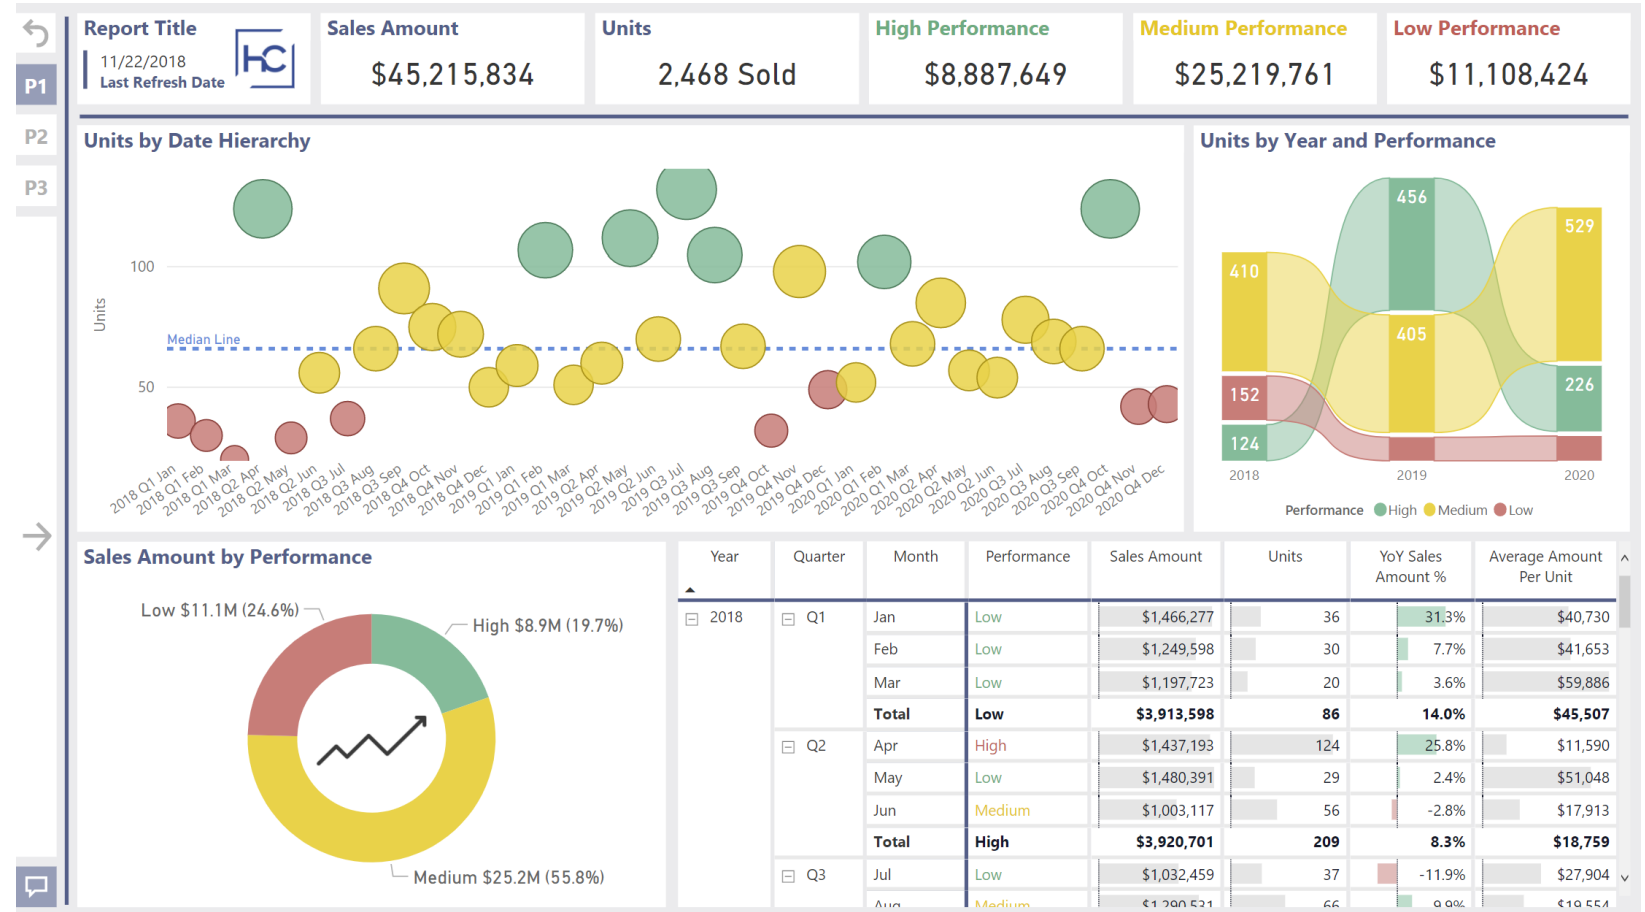 Report Title
11/22/2018
Last Refresh Date
HC
Sales Amount
$45,215,834
Units
2,468 Sold
High Performance
$8,887,649
Medium Performance
$25,219,761
Low Performance
$11,108,424
P1
P2
P3
Units by Date Hierarchy
Units
100
50
Median Line
2018 Q1 Jan
2018 Q1 Feb
2018 Q1 Mar
2018 Q2 Apr
2018 Q2 May
2018 Q2 Jun
2018 Q3 Jul
2018 Q3 Aug
2018 Q3 Sep
2018 Q4 Oct
2018 Q4 Nov
2018 Q4 Dec
2019 Q1 Jan
2019 Q1 Feb
2019 Q1 Mar
2019 Q2 Apr
2019 Q2 May
2019 Q2 Jun
2019 Q3 Jul
2019 Q3 Aug
2019 Q3 Sep
2019 Q4 Oct
2019 Q4 Nov
2019 Q4 Dec
2020 Q1 Jan
2020 Q1 Feb
2020 Q1 Mar
2020 Q2 Apr
2020 Q2 May
2020 Q2 Jun
2020 Q3 Jul
2020 Q3 Aug
2020 Q3 Sep
2020 Q4 Oct
2020 Q4 Nov
2020 Q4 Dec
Units by Year and Performance
410
152
124
456
405
529
226
2018 2019 2020
Performance High Medium Low
Sales Amount by Performance
Low $11.1M (24.6%)
High $8.9M (19.7%)
Medium $25.2M (55.8%)
Year Quarter Month Performance Sales Amount Units YoY Sales Amount % Average Amount Per Unit
2018 Q1 Jan Low $1,466,277 36 31.3% $40,730
Feb Low $1,249,598 30 7.7% $41,653
Mar Low $1,197,723 20 3.6% $59,886
Total Low $3,913,598 86 14.0% $45,507
Q2 Apr High $1,437,193 124 25.8% $11,590
May Low $1,480,391 29 2.4% $51,048
Jun Medium $1,003,117 56 -2.8% $17,913
Total High $3,920,701 209 8.3% $18,759
Q3 Jul Low $1,032,459 37 -11.9% $27,904
Aug Medium $1,290,531 66 9.9% $19,554